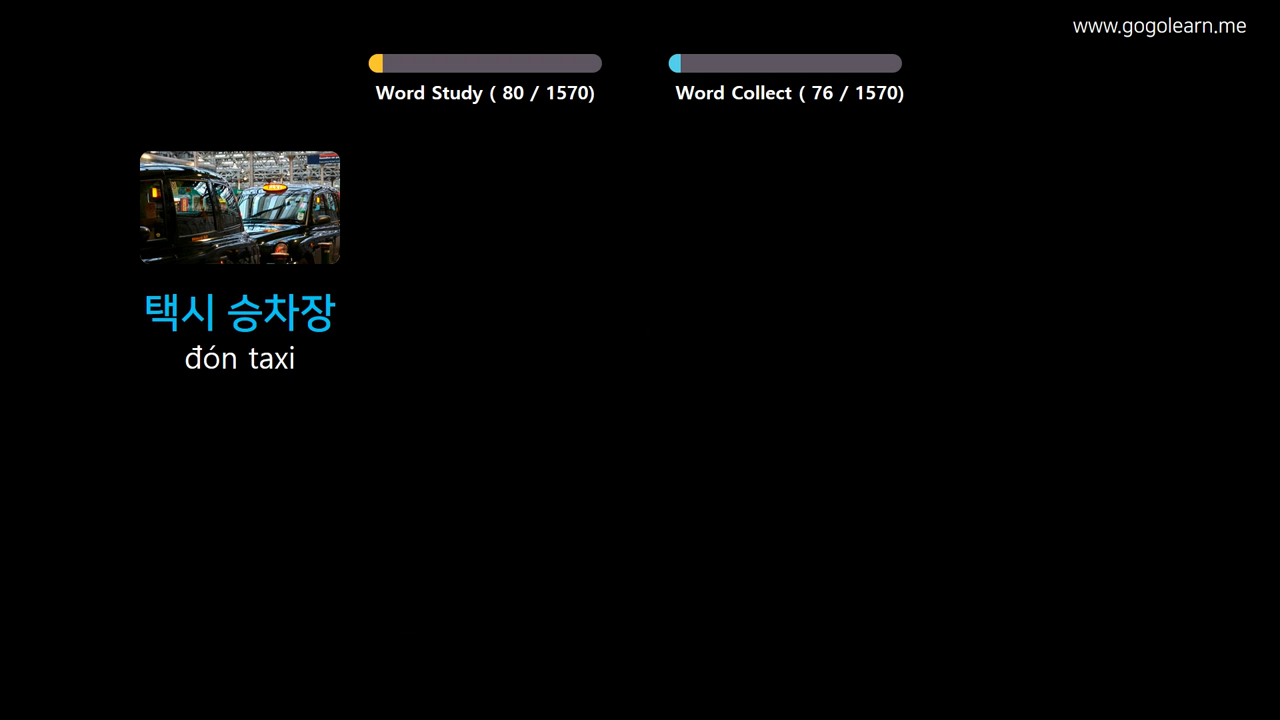 www.gogolearn.me
Word Study ( 80 / 1570)
Word Collect ( 76 / 1570)
택시 승차장
đón taxi